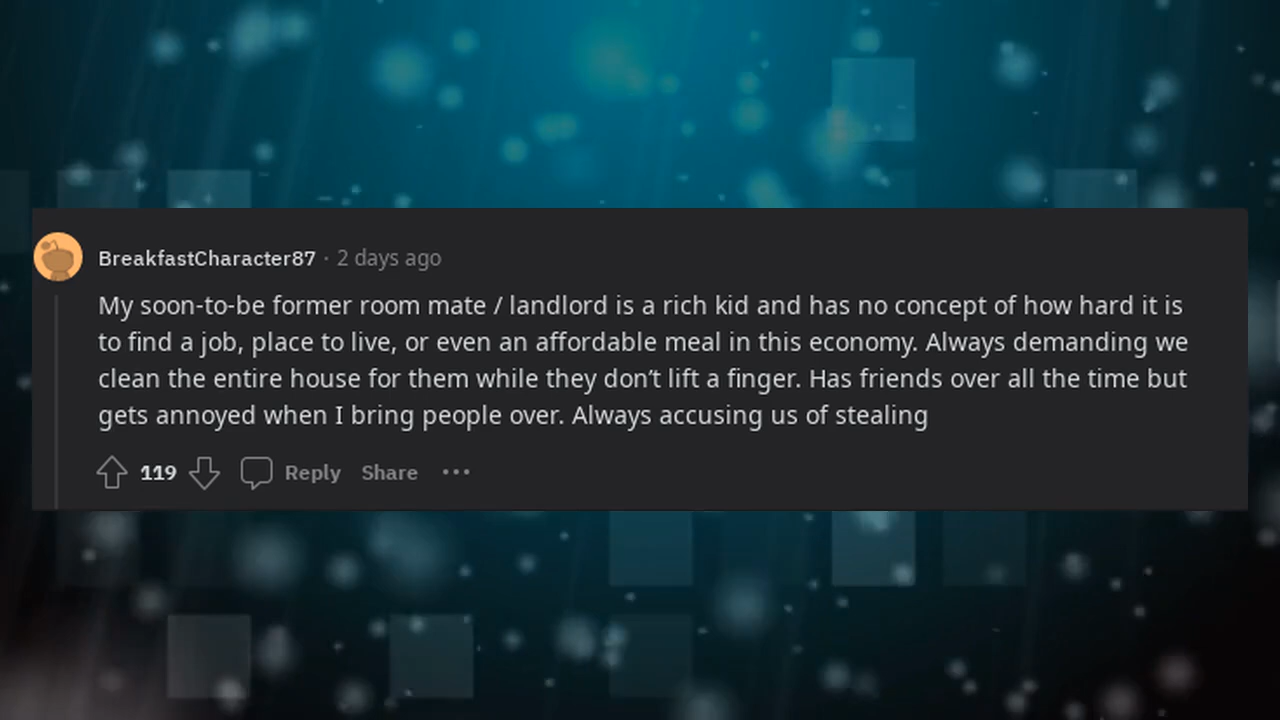 BreakfastCharacter87 · 2 days ago
My soon-to-be former room mate / landlord is a rich kid and has no concept of how hard it is
to find a job, place to live, or even an affordable meal in this economy. Always demanding we
clean the entire house for them while they don’t lift a finger. Has friends over all the time but
gets annoyed when I bring people over. Always accusing us of stealing
119 Reply Share ···